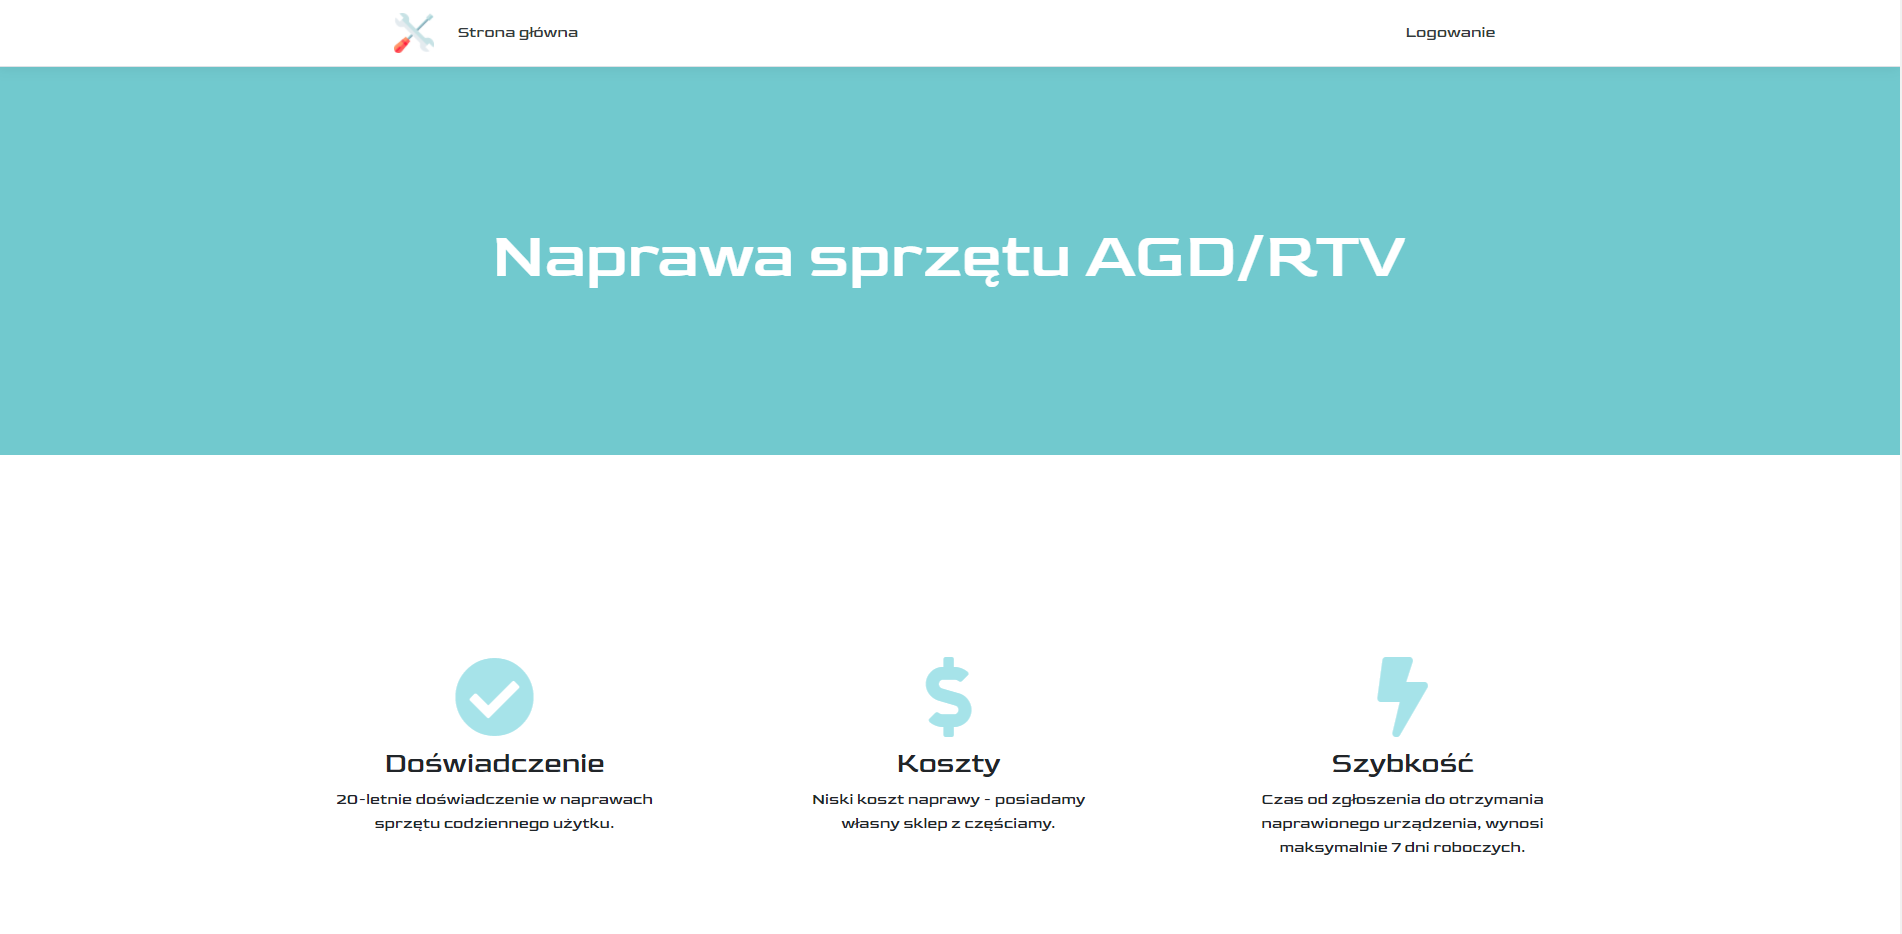 Strona główna
Logowanie
Naprawa sprzętu AGD/RTV
Doświadczenie
20-letnie doświadczenie w naprawach
sprzętu codziennego użytku.
Koszty
Niski koszt naprawy - posiadamy
własny sklep z częściamy.
Szybkość
Czas od zgłoszenia do otrzymania
naprawionego urządzenia, wynosi
maksymalnie 7 dni roboczych.